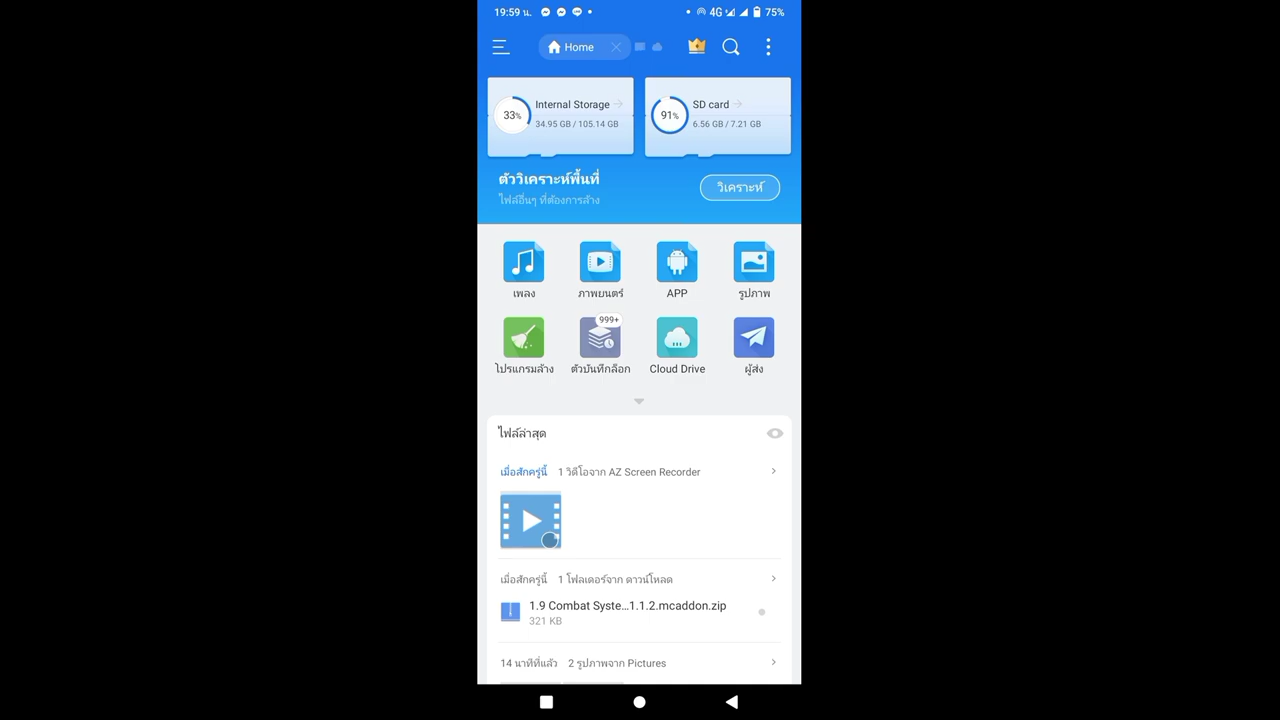 19:59 น.
4G
75%
Home
Internal Storage
33%
34.95 GB / 105.14 GB
SD card
91%
6.56 GB / 7.21 GB
ตัววิเคราะห์พื้นที่
ไฟล์อื่นๆ ที่ต้องการล้าง
วิเคราะห์
เพลง
ภาพยนตร์
APP
รูปภาพ
999+
โปรแกรมล้าง
ตัวบันทึกล็อก
Cloud Drive
ผู้ส่ง
ไฟล์ล่าสุด
เมื่อสักครู่นี้ 1 วิดีโอจาก AZ Screen Recorder
เมื่อสักครู่นี้ 1 โฟลเดอร์จาก ดาวน์โหลด
1.9 Combat Syste...1.1.2.mcaddon.zip
321 KB
14 นาทีที่แล้ว 2 รูปภาพจาก Pictures